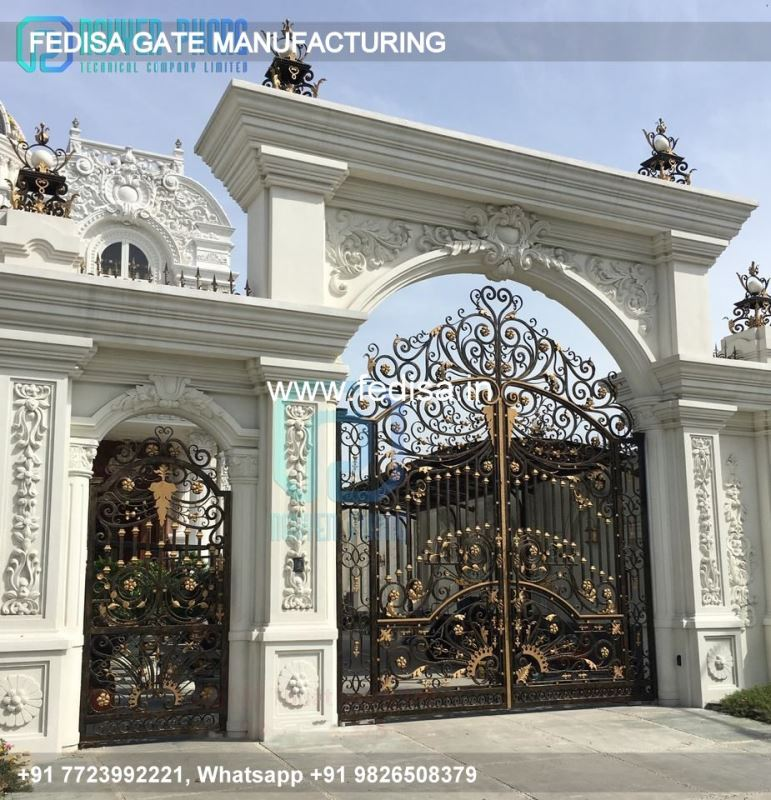 FEDISA GATE MANUFACTURING
TECHNICAL COMPANY LIMITED
www.fedisa.in
+91 7723992221, Whatsapp +91 9826508379